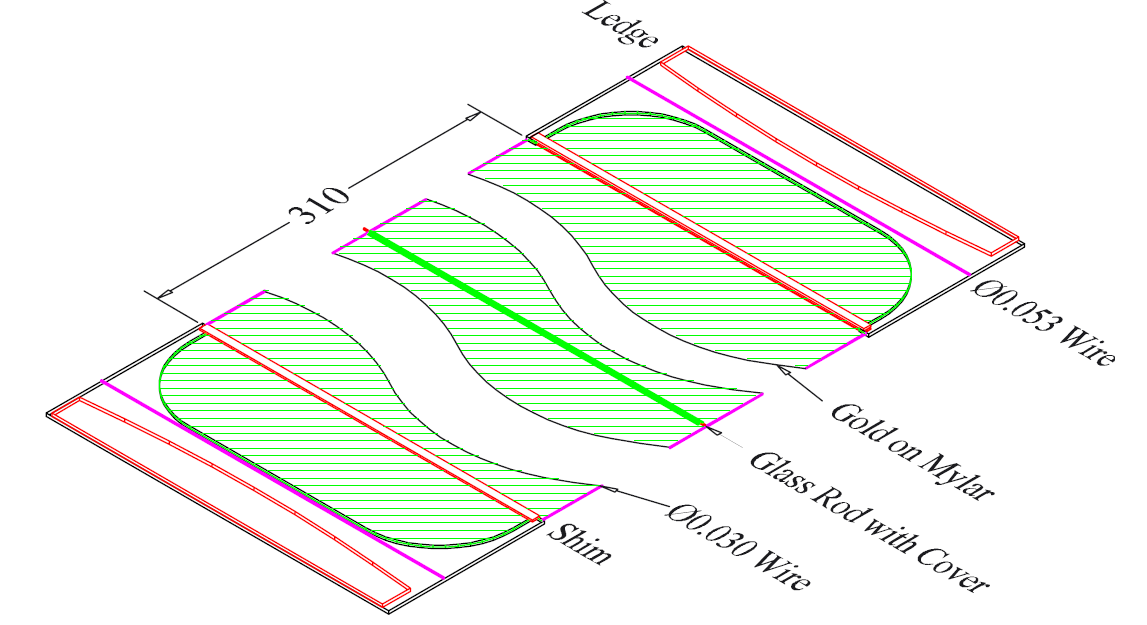 Ledge
310
Ø0.053 Wire
Gold on Mylar
Glass Rod with Cover
Ø0.030 Wire
Shim